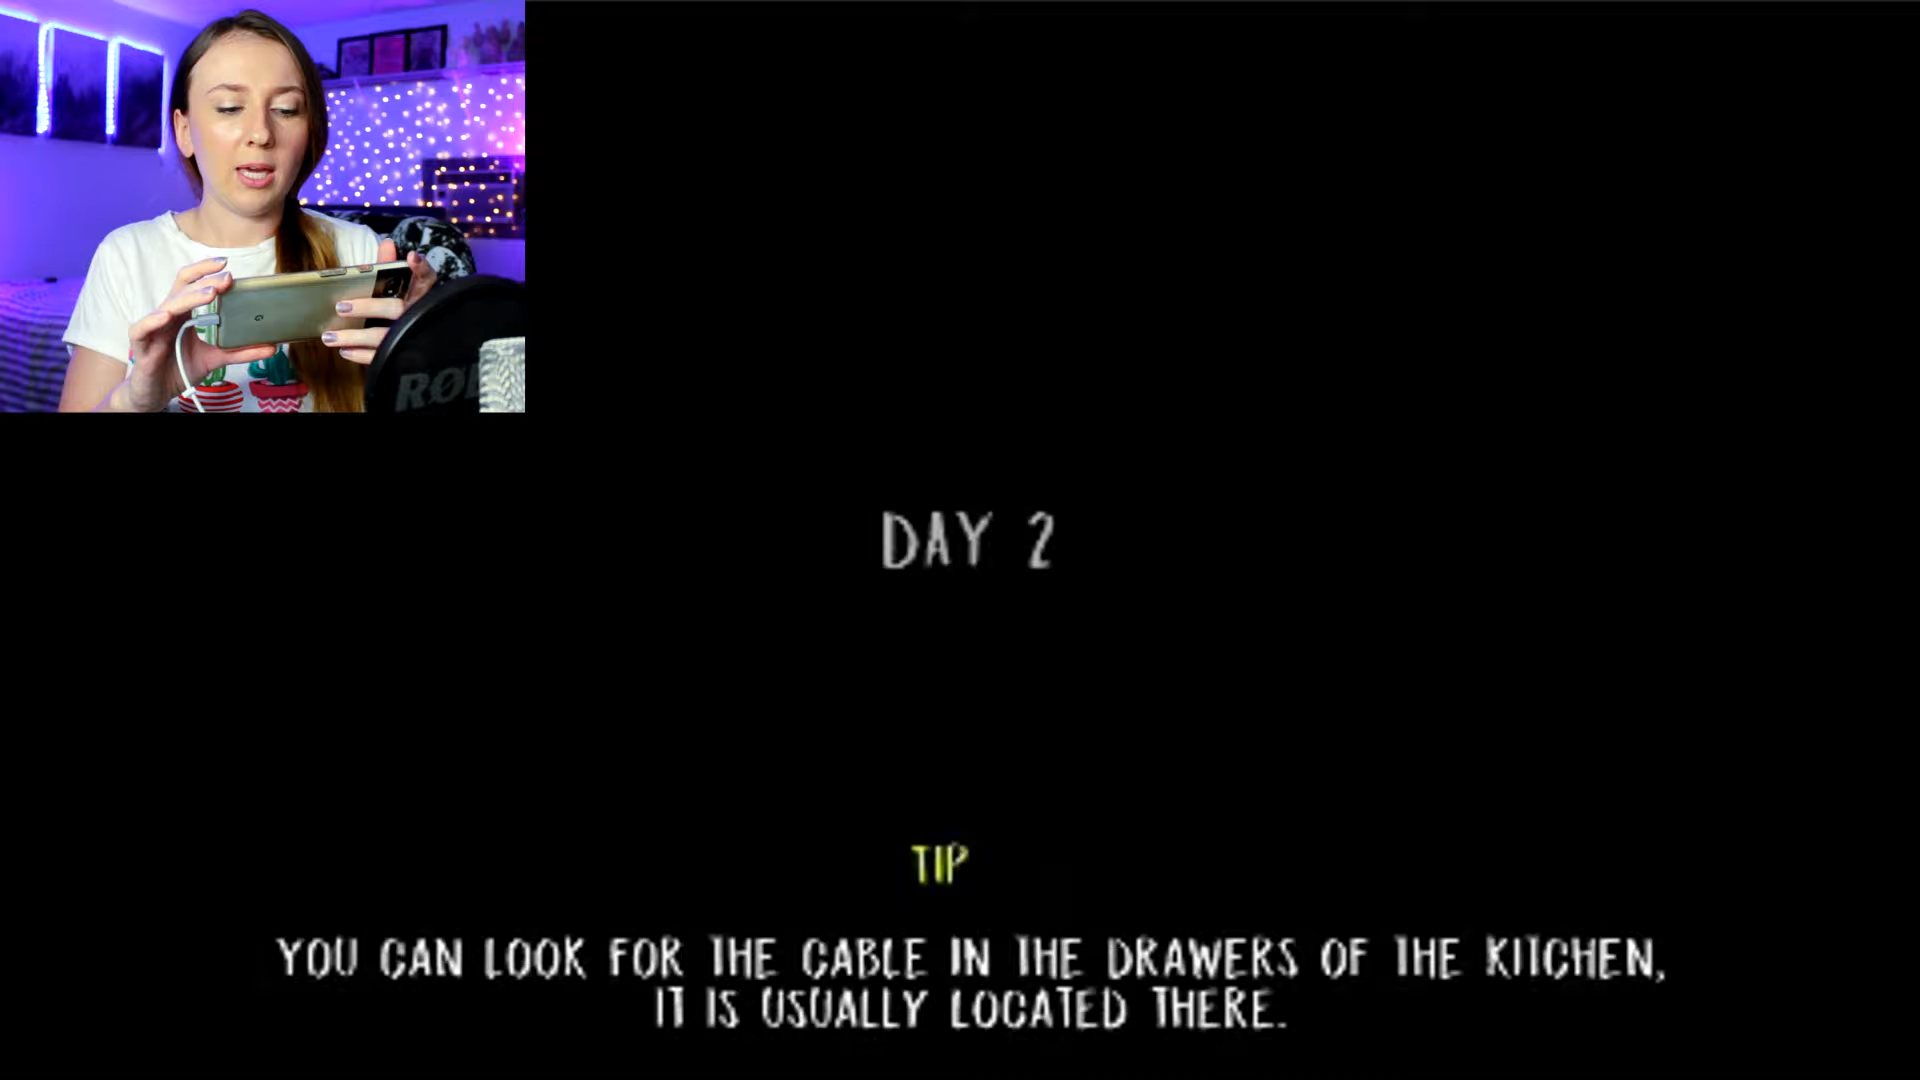 DAY 2
TIP
YOU CAN LOOK FOR THE CABLE IN THE DRAWERS OF THE KITCHEN,
IT IS USUALLY LOCATED THERE.